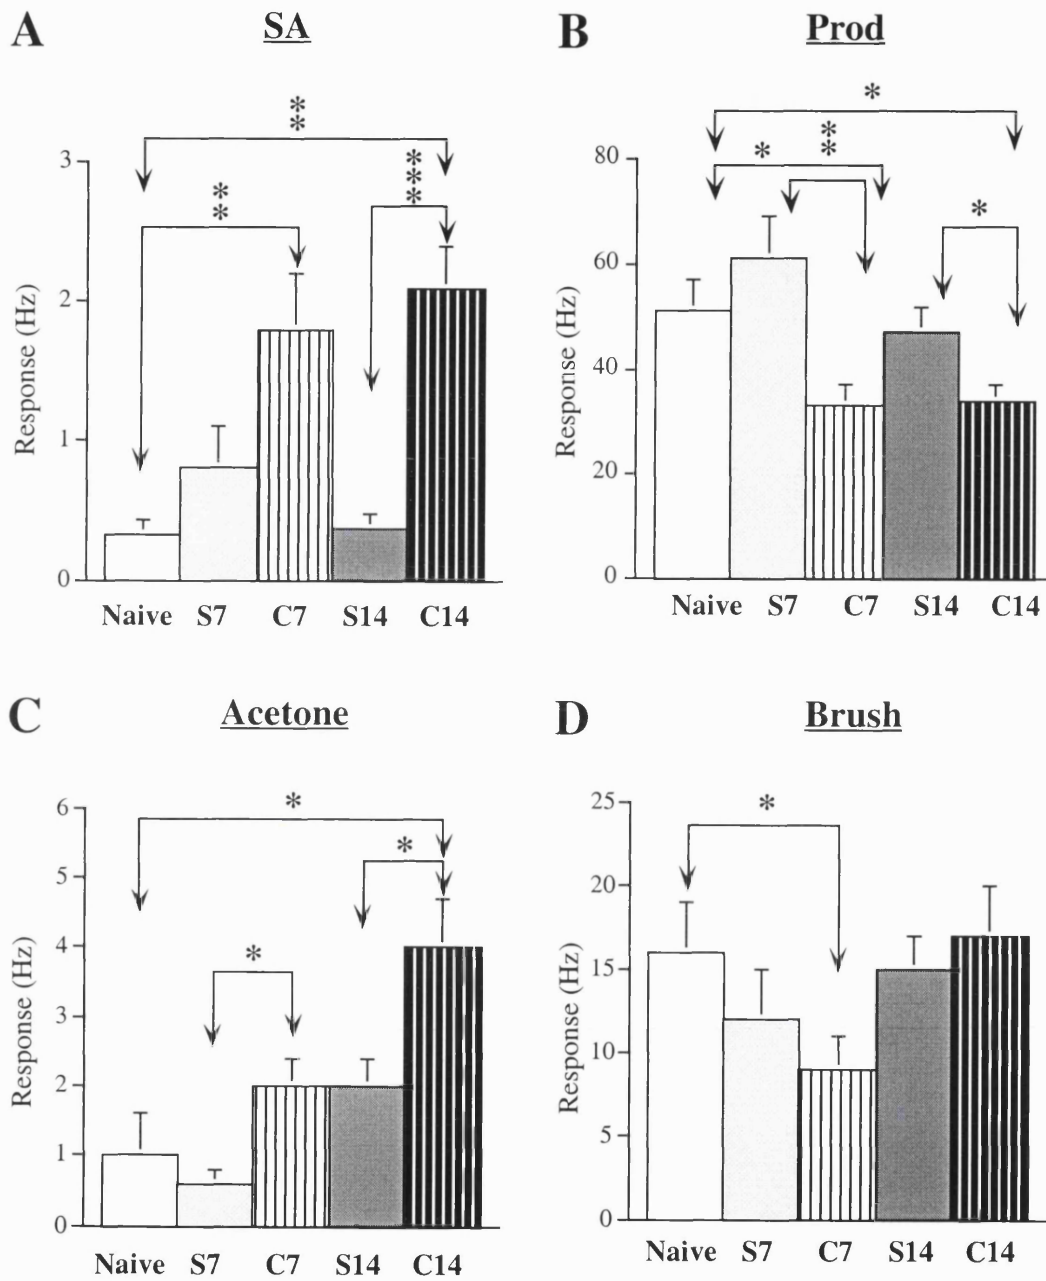 A
SA
**
**
***
3
2
1
0
Response (Hz)
Naive S7 C7 S14 C14
B
Prod
*
*
**
*
80
60
40
20
0
Response (Hz)
Naive S7 C7 S14 C14
C
Acetone
*
*
*
6
5
4
3
2
1
0
Response (Hz)
Naive S7 C7 S14 C14
D
Brush
*
25
20
15
10
5
0
Response (Hz)
Naive S7 C7 S14 C14